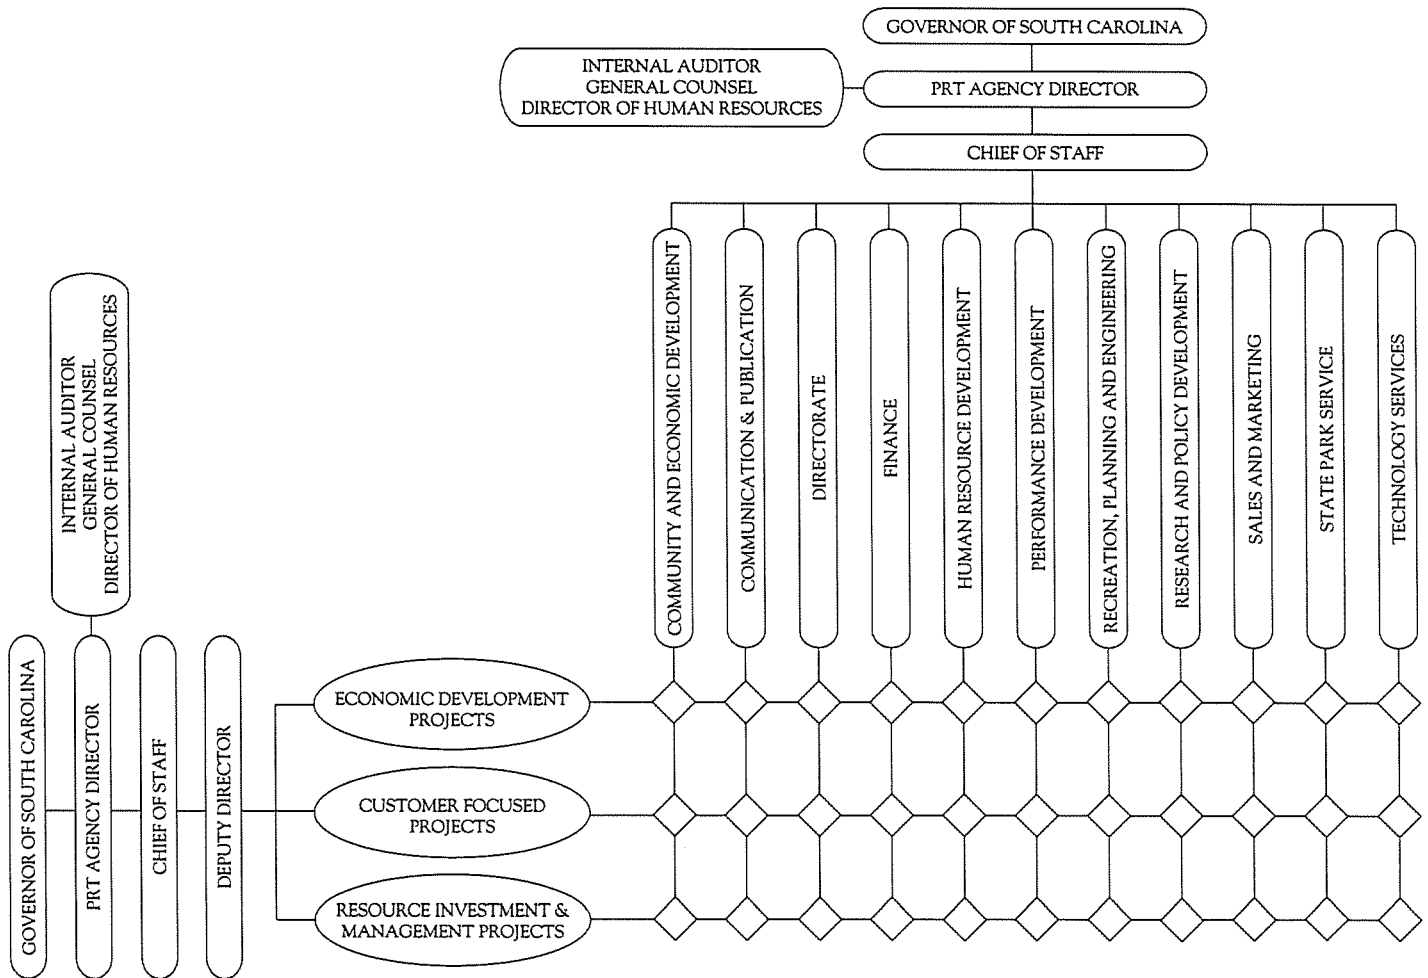 GOVERNOR OF SOUTH CAROLINA
INTERNAL AUDITOR
GENERAL COUNSEL
DIRECTOR OF HUMAN RESOURCES
PRT AGENCY DIRECTOR
CHIEF OF STAFF
COMMUNITY AND ECONOMIC DEVELOPMENT
COMMUNICATION & PUBLICATION
DIRECTORATE
FINANCE
HUMAN RESOURCE DEVELOPMENT
PERFORMANCE DEVELOPMENT
RECREATION, PLANNING AND ENGINEERING
RESEARCH AND POLICY DEVELOPMENT
SALES AND MARKETING
STATE PARK SERVICE
TECHNOLOGY SERVICES
INTERNAL AUDITOR
GENERAL COUNSEL
DIRECTOR OF HUMAN RESOURCES
GOVERNOR OF SOUTH CAROLINA
PRT AGENCY DIRECTOR
CHIEF OF STAFF
DEPUTY DIRECTOR
ECONOMIC DEVELOPMENT
PROJECTS
CUSTOMER FOCUSED
PROJECTS
RESOURCE INVESTMENT &
MANAGEMENT PROJECTS